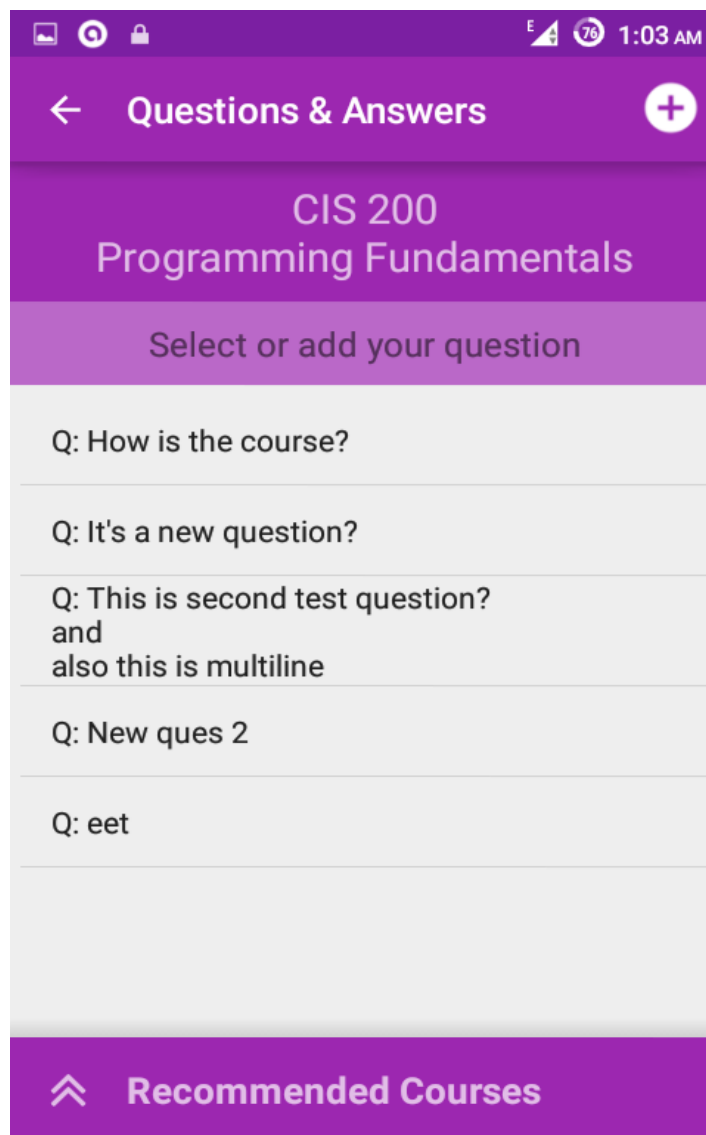 E 76 1:03 AM
Questions & Answers
CIS 200
Programming Fundamentals
Select or add your question
Q: How is the course?
Q: It's a new question?
Q: This is second test question?
and
also this is multiline
Q: New ques 2
Q: eet
Recommended Courses